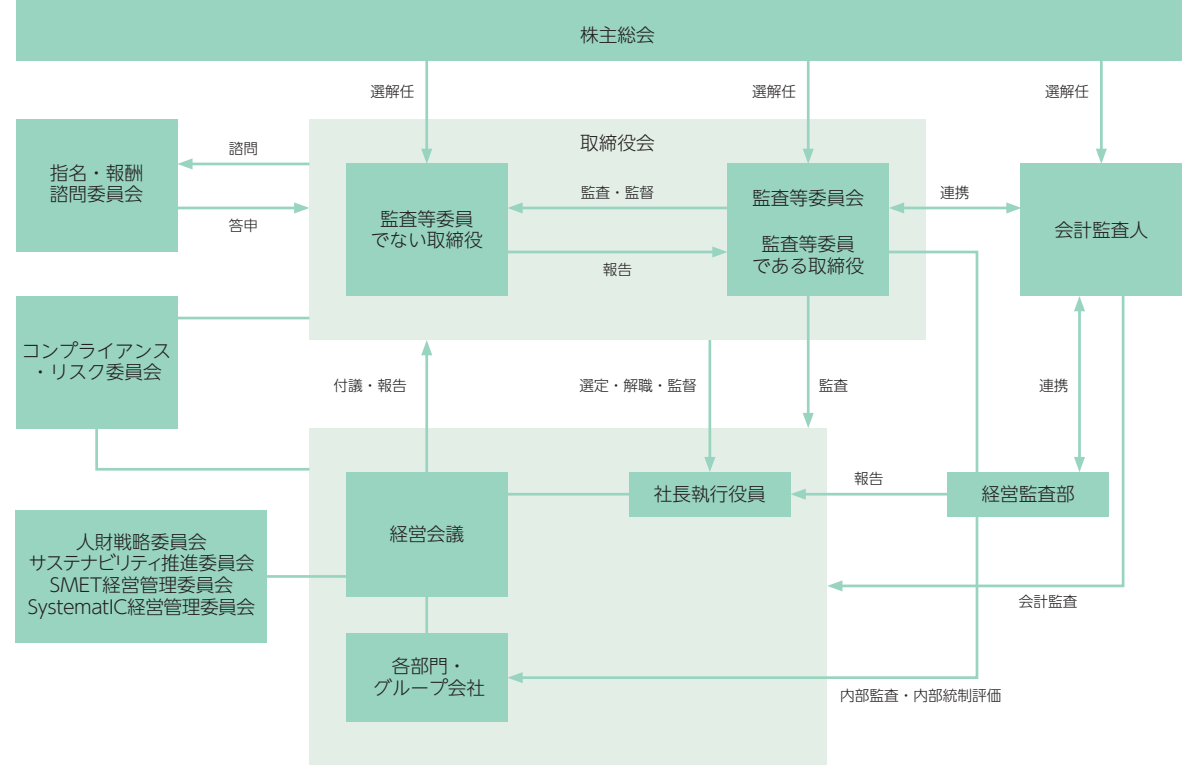 株主総会
選解任
選解任
選解任
取締役会
指名・報酬
諮問委員会
諮問
答申
監査等委員
でない取締役
監査・監督
報告
監査等委員会
監査等委員
である取締役
連携
会計監査人
コンプライアンス
・リスク委員会
付議・報告
選定・解職・監督
監査
連携
経営会議
社長執行役員
報告
経営監査部
人財戦略委員会
サステナビリティ推進委員会
SMET経営管理委員会
SystematIC経営管理委員会
会計監査
各部門・
グループ会社
内部監査・内部統制評価